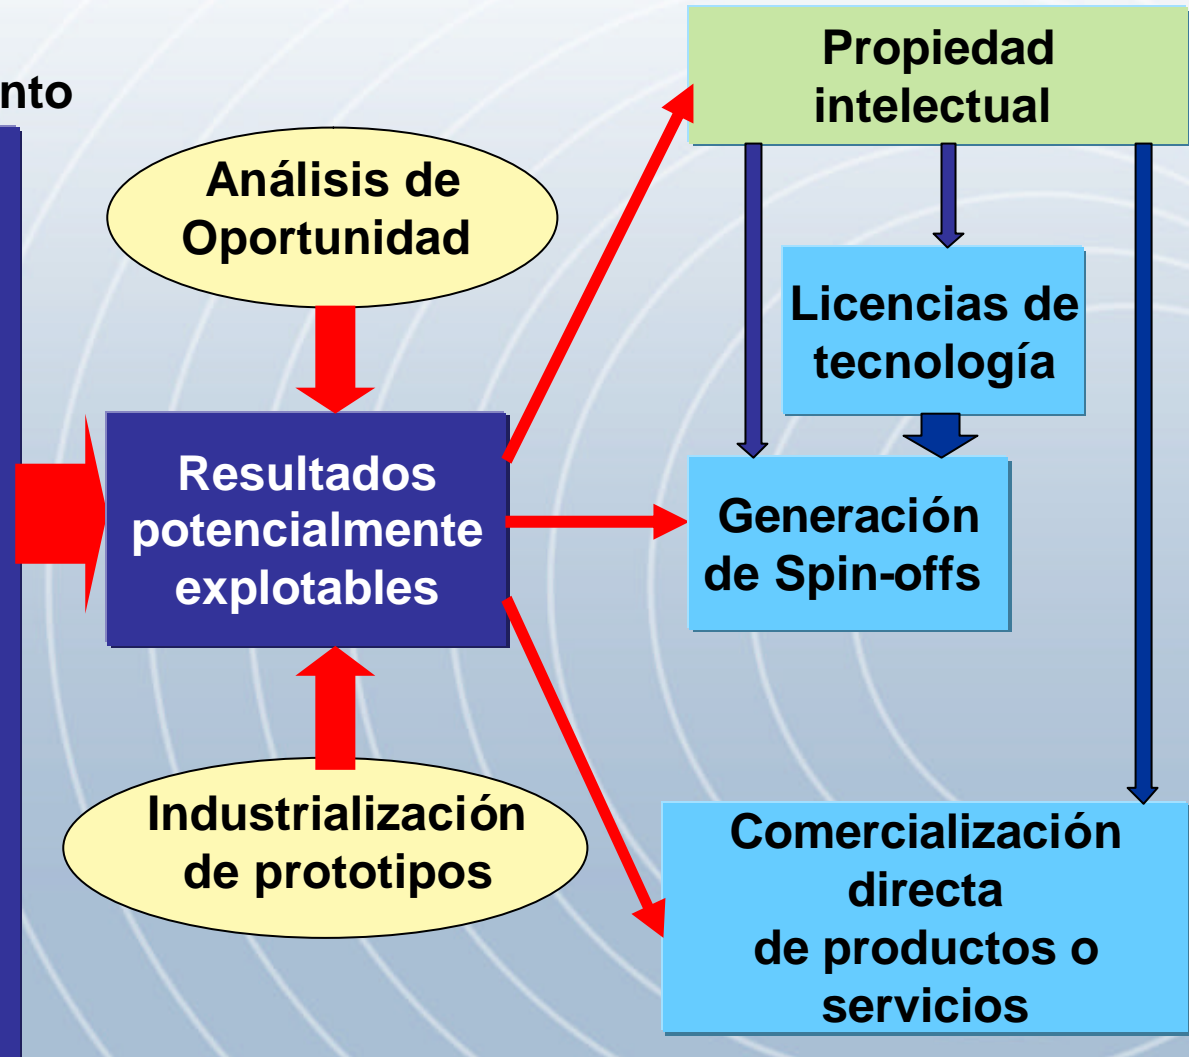 nto
Análisis de
Oportunidad
Resultados
potencialmente
explotables
Industrialización
de prototipos
Propiedad
intelectual
Licencias de
tecnología
Generación
de Spin-offs
Comercialización
directa
de productos o
servicios